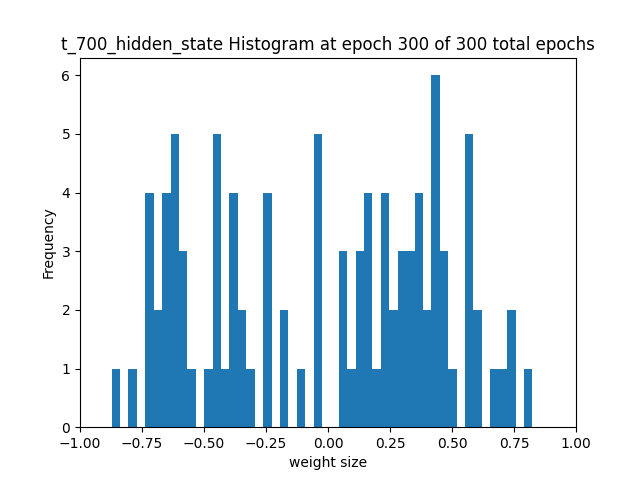 t_700_hidden_state Histogram at epoch 300 of 300 total epochs
6
5
4
3
2
1
0
Frequency
−1.00 −0.75 −0.50 −0.25 0.00 0.25 0.50 0.75 1.00
weight size